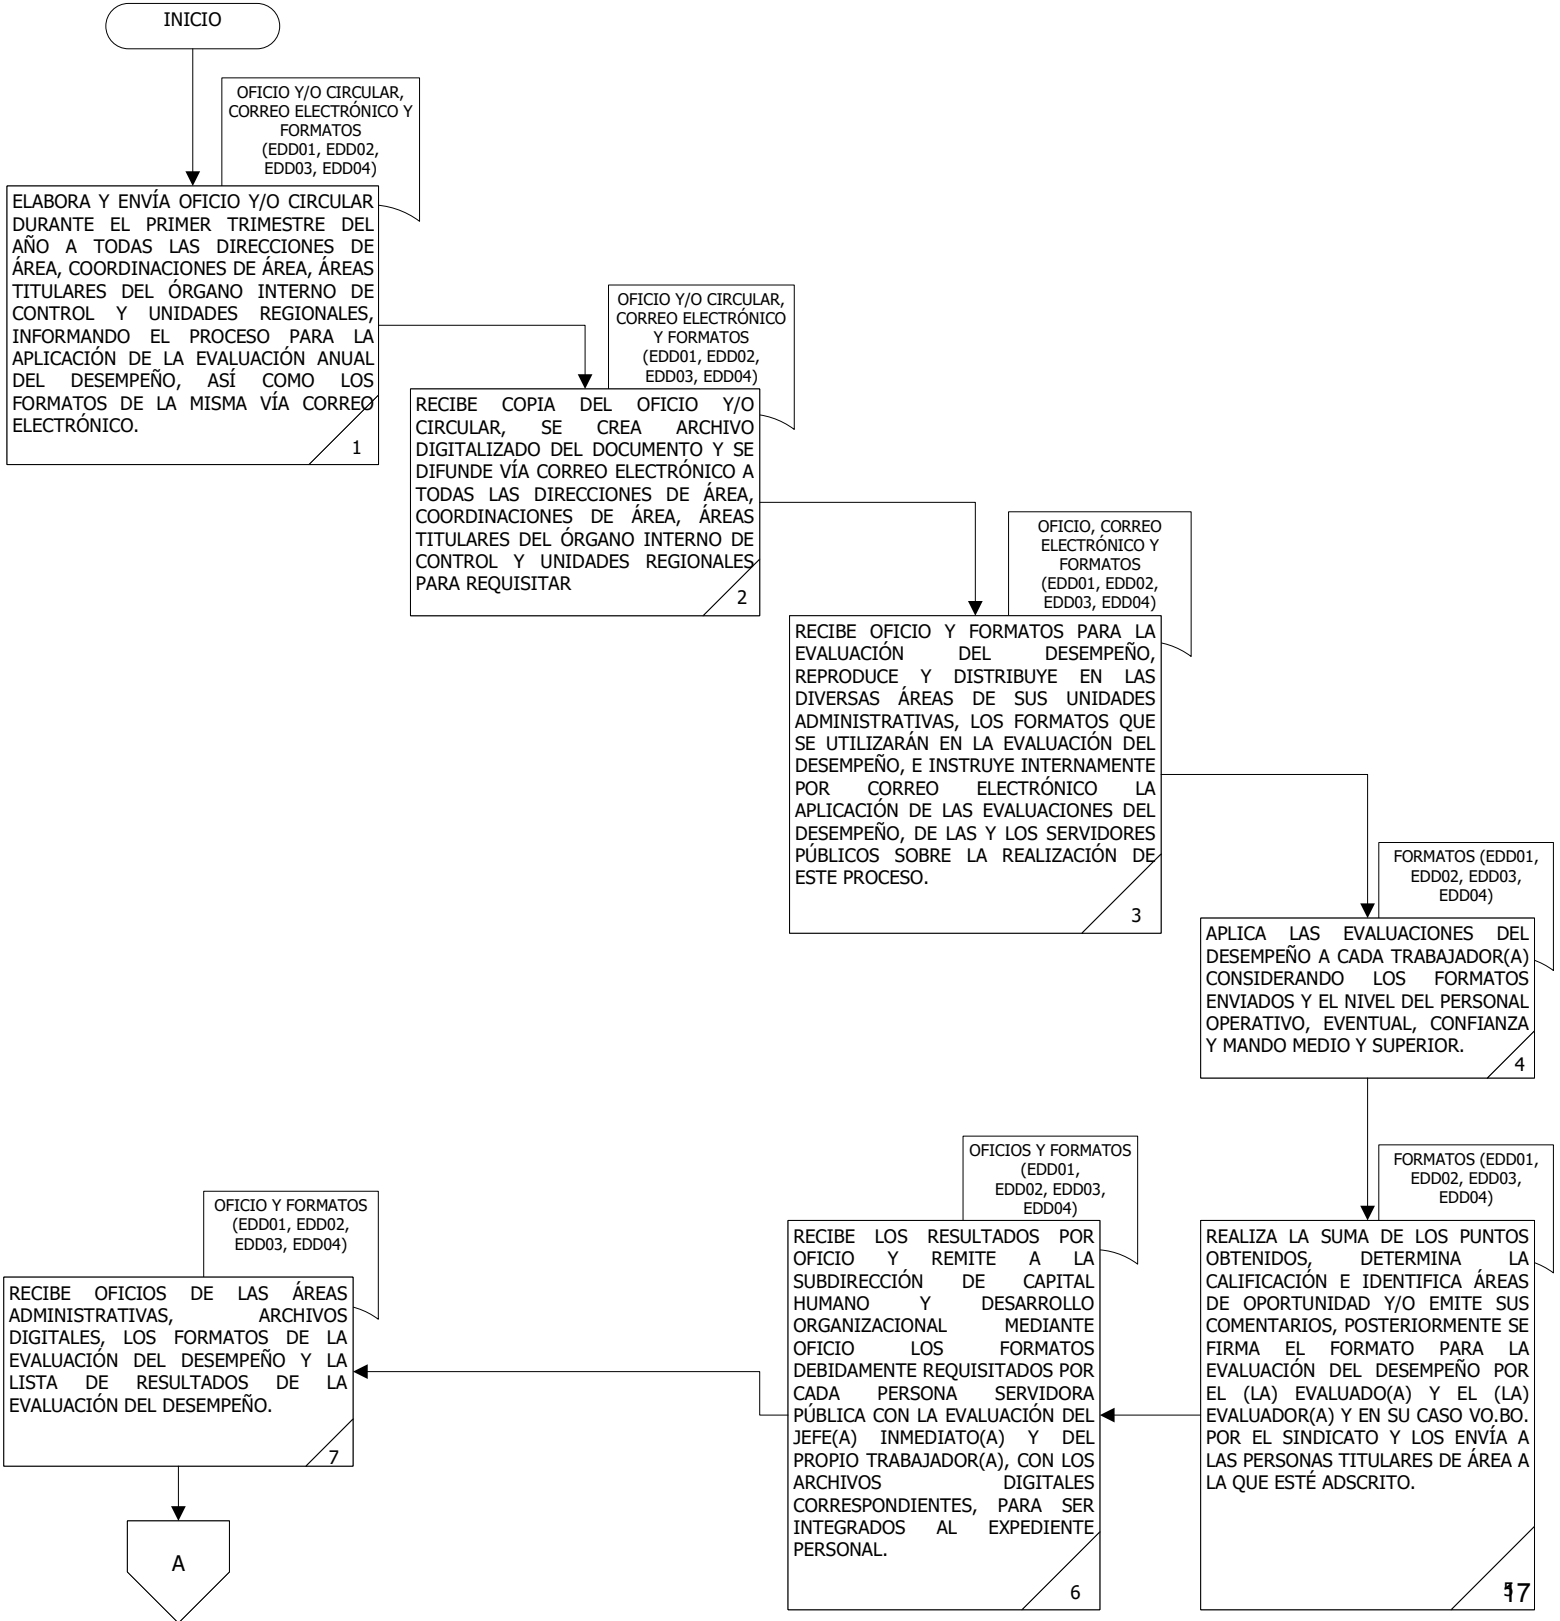 INICIO
OFICIO Y/O CIRCULAR,
CORREO ELECTRÓNICO Y
FORMATOS
(EDD01, EDD02,
EDD03, EDD04)
ELABORA Y ENVÍA OFICIO Y/O CIRCULAR
DURANTE EL PRIMER TRIMESTRE DEL
AÑO A TODAS LAS DIRECCIONES DE
ÁREA, COORDINACIONES DE ÁREA, ÁREAS
TITULARES DEL ÓRGANO INTERNO DE
CONTROL Y UNIDADES REGIONALES,
INFORMANDO EL PROCESO PARA LA
APLICACIÓN DE LA EVALUACIÓN ANUAL
DEL DESEMPEÑO, ASÍ COMO LOS
FORMATOS DE LA MISMA VÍA CORREO
ELECTRÓNICO.
1
OFICIO Y/O CIRCULAR,
CORREO ELECTRÓNICO
Y FORMATOS
(EDD01, EDD02,
EDD03, EDD04)
RECIBE COPIA DEL OFICIO Y/O
CIRCULAR, SE CREA ARCHIVO
DIGITALIZADO DEL DOCUMENTO Y SE
DIFUNDE VÍA CORREO ELECTRÓNICO A
TODAS LAS DIRECCIONES DE ÁREA,
COORDINACIONES DE ÁREA, ÁREAS
TITULARES DEL ÓRGANO INTERNO DE
CONTROL Y UNIDADES REGIONALES
PARA REQUISITAR
2
OFICIO, CORREO
ELECTRÓNICO Y
FORMATOS
(EDD01, EDD02,
EDD03, EDD04)
RECIBE OFICIO Y FORMATOS PARA LA
EVALUACIÓN DEL DESEMPEÑO,
REPRODUCE Y DISTRIBUYE EN LAS
DIVERSAS ÁREAS DE SUS UNIDADES
ADMINISTRATIVAS, LOS FORMATOS QUE
SE UTILIZARÁN EN LA EVALUACIÓN DEL
DESEMPEÑO, E INSTRUYE INTERNAMENTE
POR CORREO ELECTRÓNICO LA
APLICACIÓN DE LAS EVALUACIONES DEL
DESEMPEÑO, DE LAS Y LOS SERVIDORES
PÚBLICOS SOBRE LA REALIZACIÓN DE
ESTE PROCESO.
3
FORMATOS (EDD01,
EDD02, EDD03,
EDD04)
APLICA LAS EVALUACIONES DEL
DESEMPEÑO A CADA TRABAJADOR(A)
CONSIDERANDO LOS FORMATOS
ENVIADOS Y EL NIVEL DEL PERSONAL
OPERATIVO, EVENTUAL, CONFIANZA
Y MANDO MEDIO Y SUPERIOR.
4
FORMATOS (EDD01,
EDD02, EDD03,
EDD04)
REALIZA LA SUMA DE LOS PUNTOS
OBTENIDOS, DETERMINA LA
CALIFICACIÓN E IDENTIFICA ÁREAS
DE OPORTUNIDAD Y/O EMITE SUS
COMENTARIOS, POSTERIORMENTE SE
FIRMA EL FORMATO PARA LA
EVALUACIÓN DEL DESEMPEÑO POR
EL (LA) EVALUADO(A) Y EL (LA)
EVALUADOR(A) Y EN SU CASO VO.BO.
POR EL SINDICATO Y LOS ENVÍA A
LAS PERSONAS TITULARES DE ÁREA A
LA QUE ESTÉ ADSCRITO.
5
17
OFICIOS Y FORMATOS
(EDD01,
EDD02, EDD03,
EDD04)
RECIBE LOS RESULTADOS POR
OFICIO Y REMITE A LA
SUBDIRECCIÓN DE CAPITAL
HUMANO Y DESARROLLO
ORGANIZACIONAL MEDIANTE
OFICIO LOS FORMATOS
DEBIDAMENTE REQUISITADOS POR
CADA PERSONA SERVIDORA
PÚBLICA CON LA EVALUACIÓN DEL
JEFE(A) INMEDIATO(A) Y DEL
PROPIO TRABAJADOR(A), CON LOS
ARCHIVOS DIGITALES
CORRESPONDIENTES, PARA SER
INTEGRADOS AL EXPEDIENTE
PERSONAL.
6
OFICIO Y FORMATOS
(EDD01, EDD02,
EDD03, EDD04)
RECIBE OFICIOS DE LAS ÁREAS
ADMINISTRATIVAS, ARCHIVOS
DIGITALES, LOS FORMATOS DE LA
EVALUACIÓN DEL DESEMPEÑO Y LA
LISTA DE RESULTADOS DE LA
EVALUACIÓN DEL DESEMPEÑO.
7
A